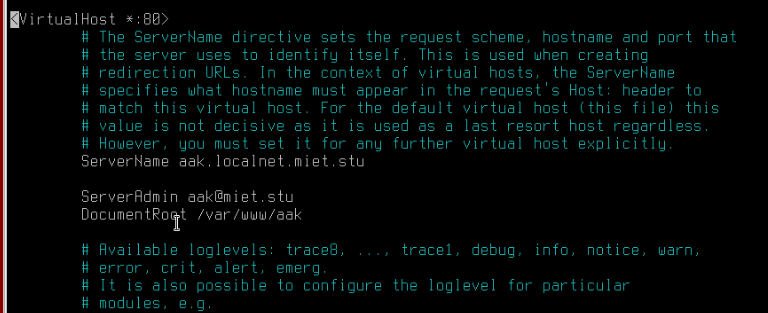 <VirtualHost *:80>
# The ServerName directive sets the request scheme, hostname and port that
# the server uses to identify itself. This is used when creating
# redirection URLs. In the context of virtual hosts, the ServerName
# specifies what hostname must appear in the request's Host: header to
# match this virtual host. For the default virtual host (this file) this
# value is not decisive as it is used as a last resort host regardless.
# However, you must set it for any further virtual host explicitly.
ServerName aak.localnet.miet.stu
ServerAdmin aak@miet.stu
DocumentRoot /var/www/aak
# Available loglevels: trace8, ..., trace1, debug, info, notice, warn,
# error, crit, alert, emerg.
# It is also possible to configure the loglevel for particular
# modules, e.g.